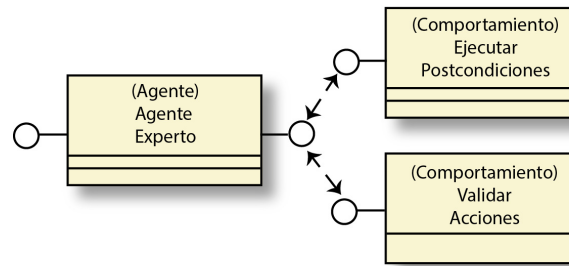 (Agente)
Agente
Experto
(Comportamiento)
Ejecutar
Postcondiciones
(Comportamiento)
Validar
Acciones